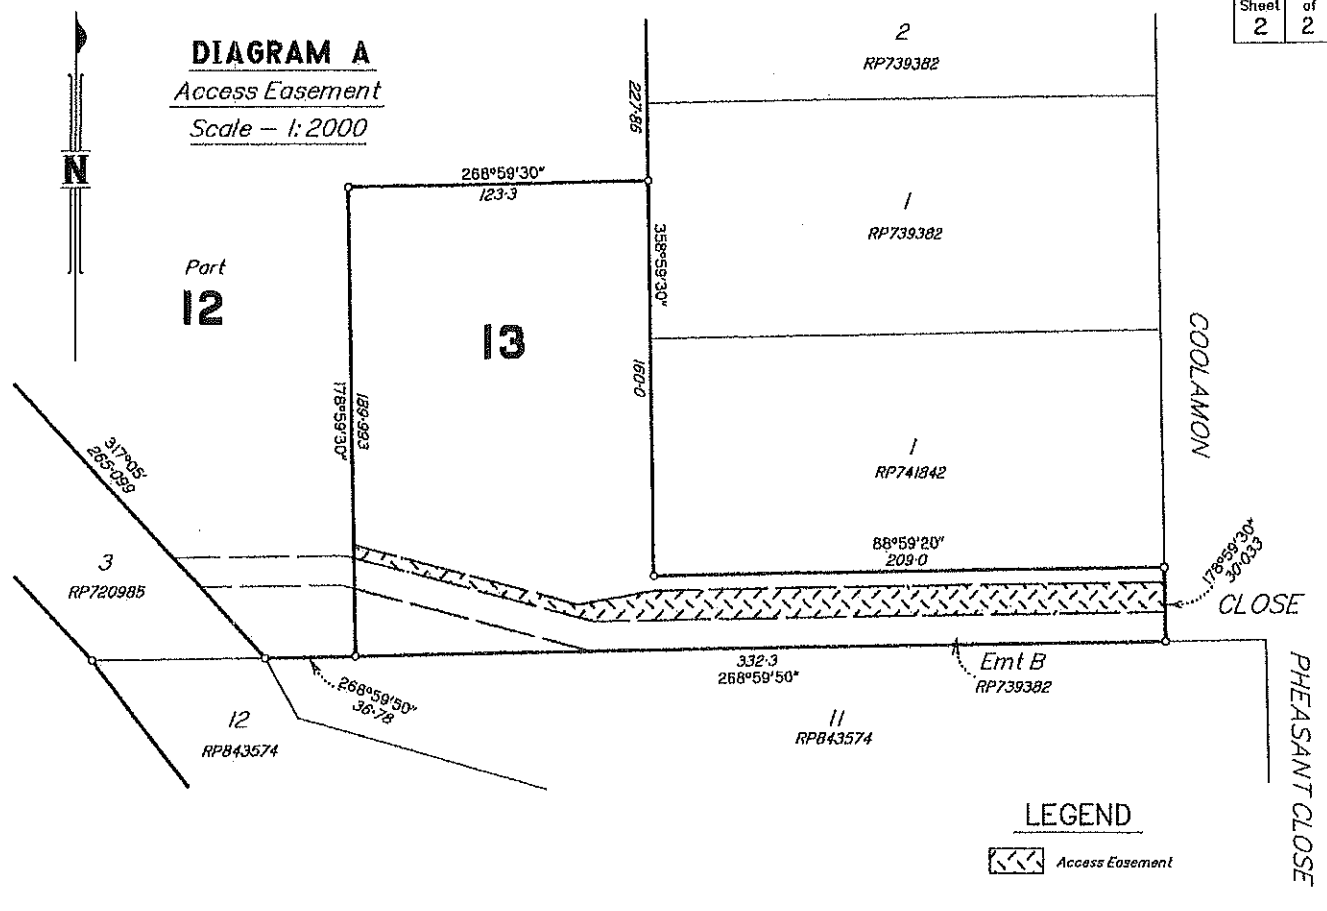 Sheet of
2 2
DIAGRAM A
Access Easement
Scale – 1:2000
N
2
RP739382
227·86
268°59'30"
123·3
1
RP739382
358°59'30"
160·0
Part
12
13
178°59'30"
189·993
317°05'
265·099
1
RP741842
COOLAMON
88°59'20"
209·0
178°59'30"
30·033
CLOSE
3
RP720985
332·3
268°59'50"
Emt B
RP739382
268°59'50"
36·78
12
RP843574
11
RP843574
PHEASANT CLOSE
LEGEND
Access Easement